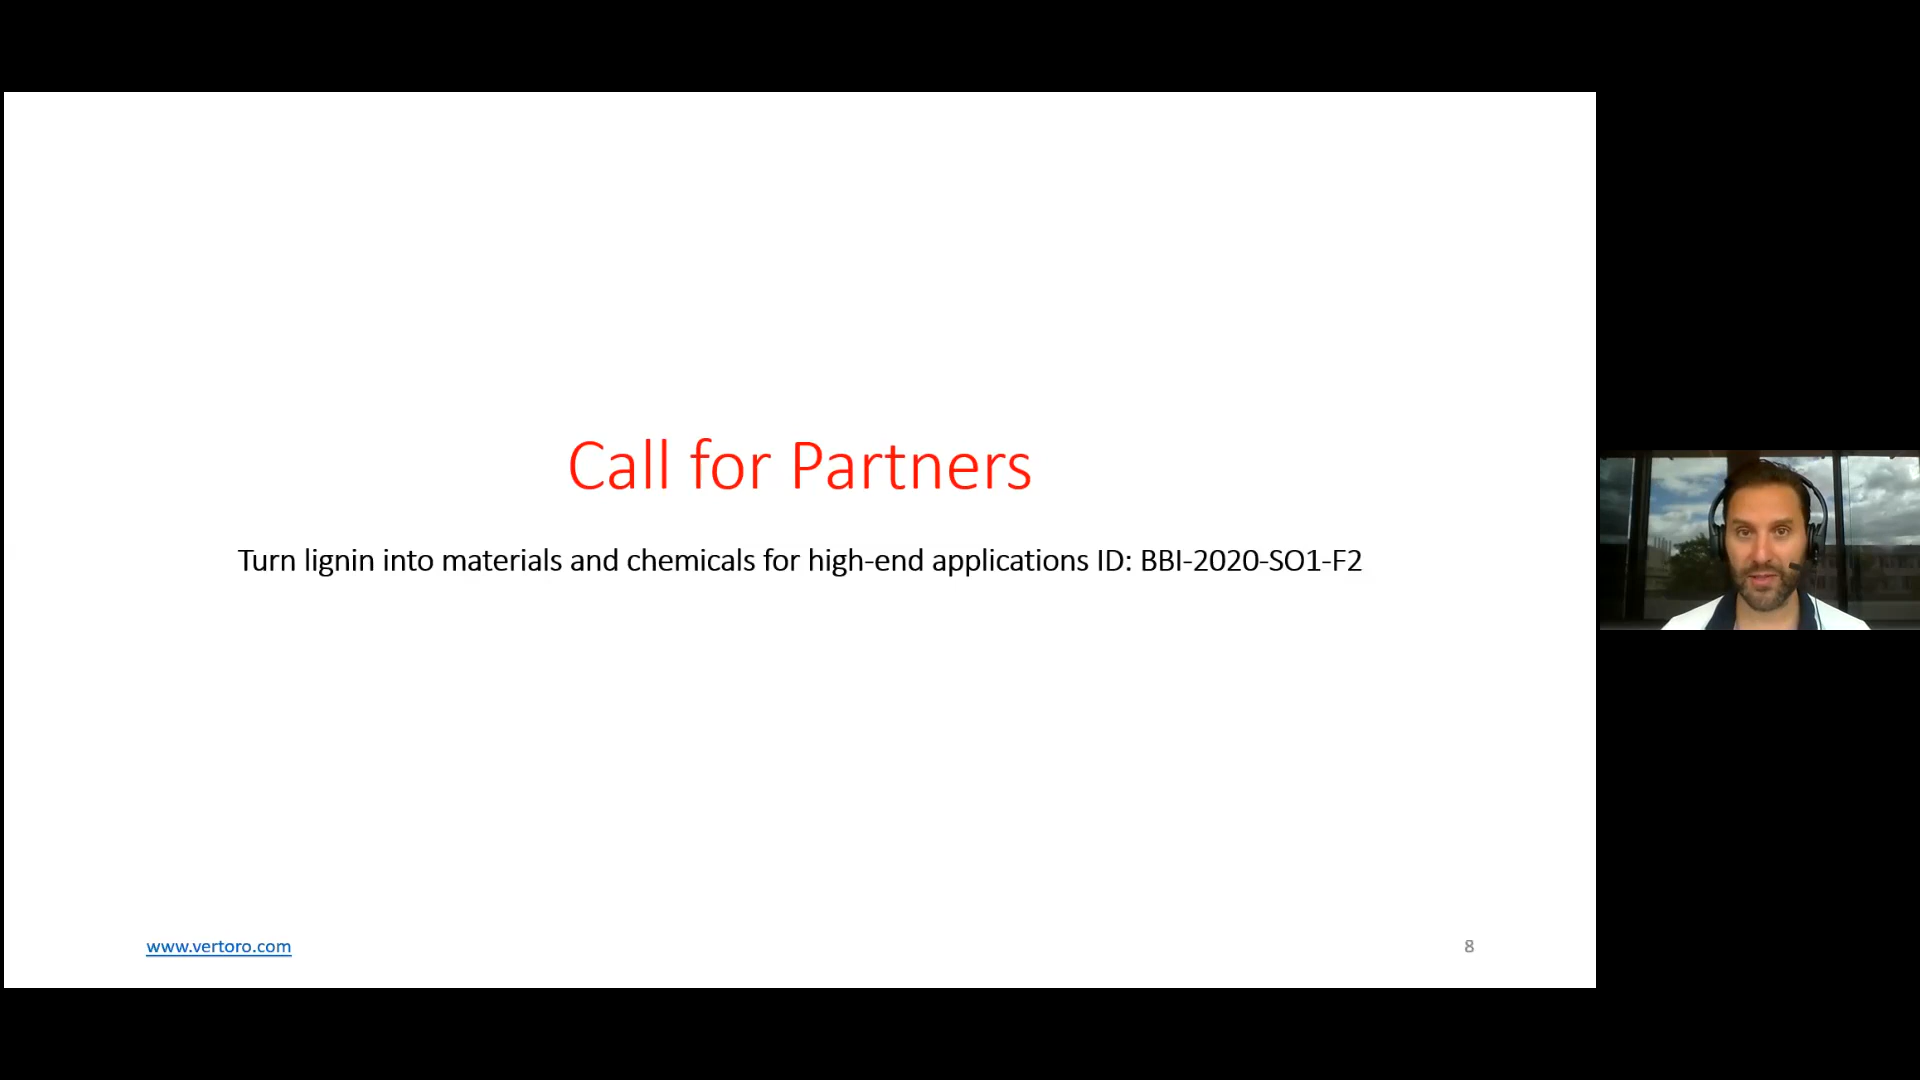 Call for Partners
Turn lignin into materials and chemicals for high-end applications ID: BBI-2020-SO1-F2
www.vertoro.com
8